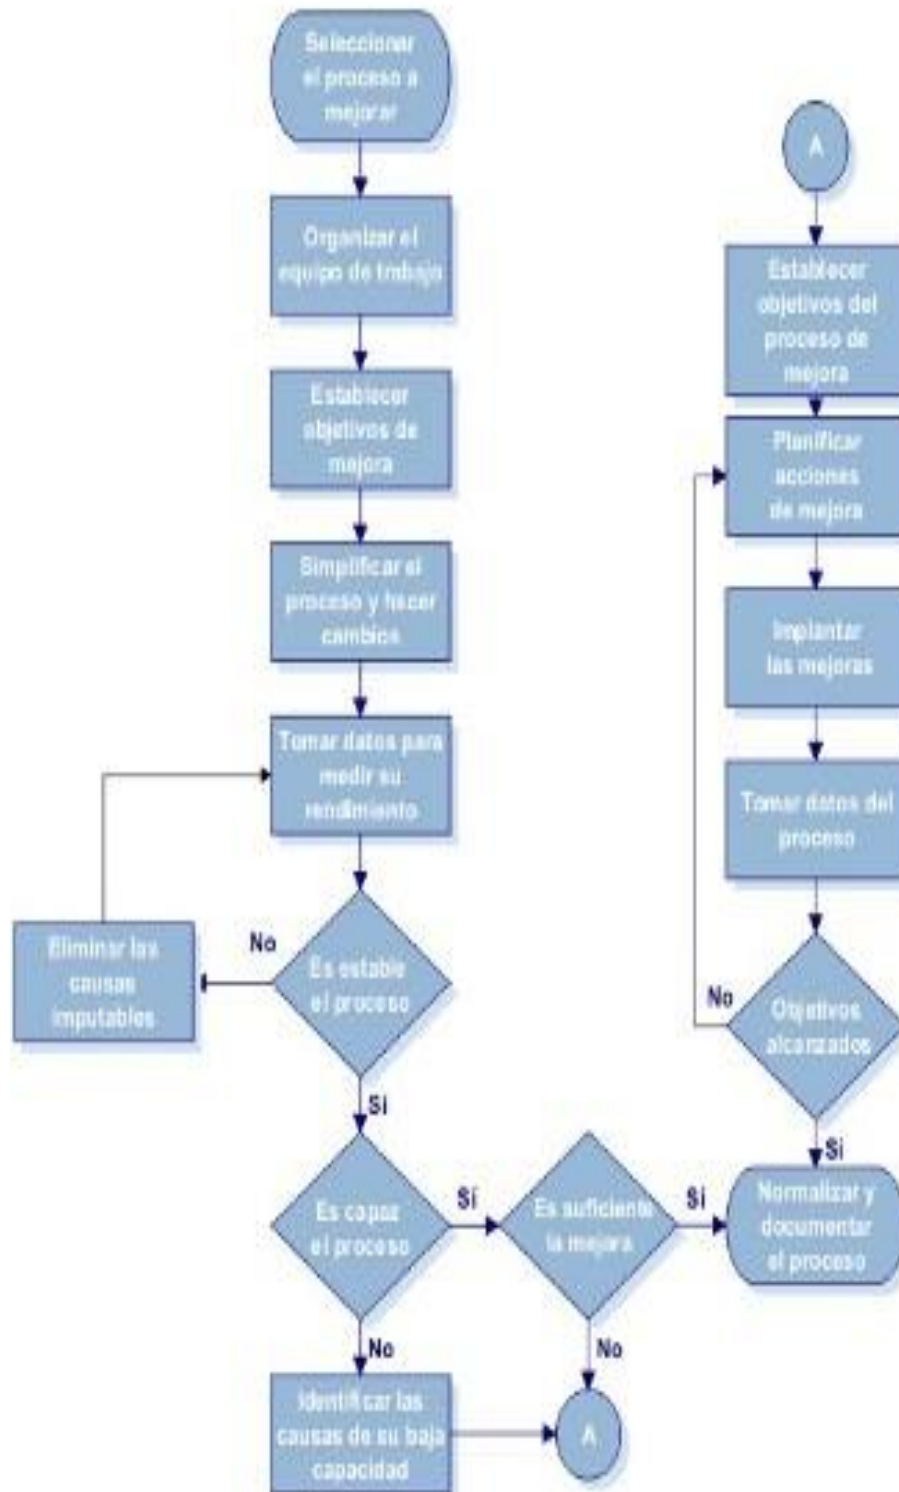 Seleccionar
el proceso a
mejorar
Organizar el
equipo de trabajo
Establecer
objetivos de
mejora
Simplificar el
proceso y hacer
cambios
Tomar datos para
medir su
rendimiento
No
Eliminar las
causas
imputables
Es estable
el proceso
Sí
Es capaz
el proceso
Sí
Es suficiente
la mejora
Sí
No
Identificar las
causas de su baja
capacidad
No
A
A
Establecer
objetivos del
proceso de
mejora
Planificar
acciones
de mejora
Implantar
las mejoras
Tomar datos del
proceso
No
Objetivos
alcanzados
Si
Normalizar y
documentar
el proceso